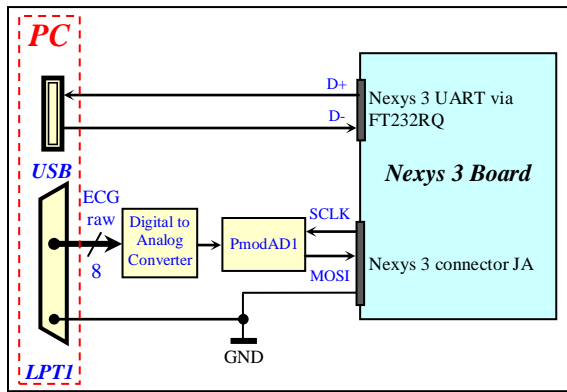 PC
D+
Nexys 3 UART via
D-
FT232RQ
USB
Nexys 3 Board
ECG
raw
8
Digital to
Analog
Converter
PmodAD1
SCLK
MOSI
Nexys 3 connector JA
GND
LPT1